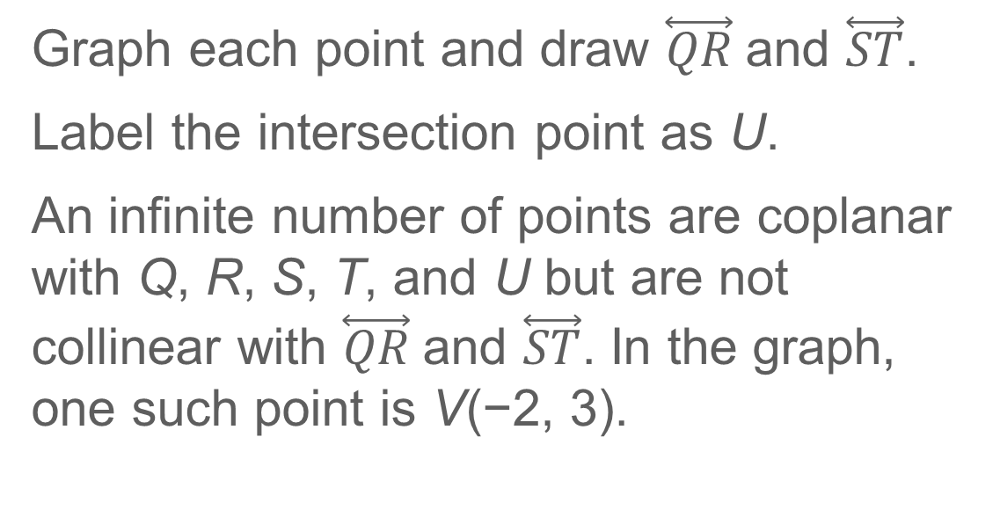 Graph each point and draw \overleftrightarrow{QR} and \overleftrightarrow{ST}.
Label the intersection point as U.
An infinite number of points are coplanar
with Q, R, S, T, and U but are not
collinear with \overleftrightarrow{QR} and \overleftrightarrow{ST}. In the graph,
one such point is V(−2, 3).